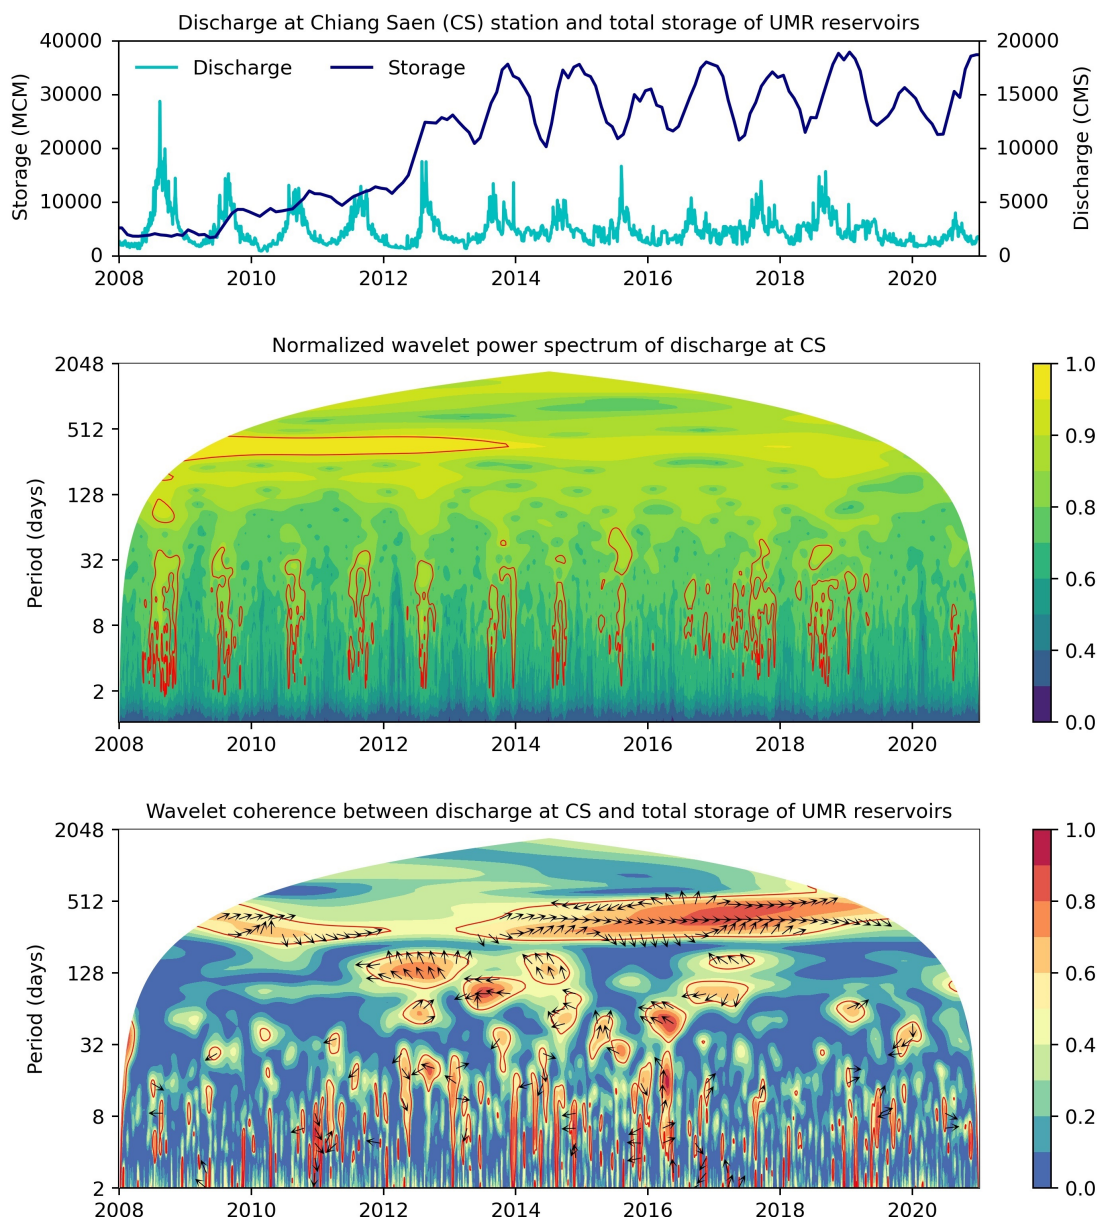 Discharge at Chiang Saen (CS) station and total storage of UMR reservoirs
Storage (MCM)
40000
30000
20000
10000
0
Discharge
Storage
20000
15000
10000
5000
0
Discharge (CMS)
2008 2010 2012 2014 2016 2018 2020
Normalized wavelet power spectrum of discharge at CS
Period (days)
2048
512
128
32
8
2
2008 2010 2012 2014 2016 2018 2020
1.0
0.9
0.8
0.6
0.4
0.0
Wavelet coherence between discharge at CS and total storage of UMR reservoirs
Period (days)
2048
512
128
32
8
2
2008 2010 2012 2014 2016 2018 2020
1.0
0.8
0.6
0.4
0.2
0.0